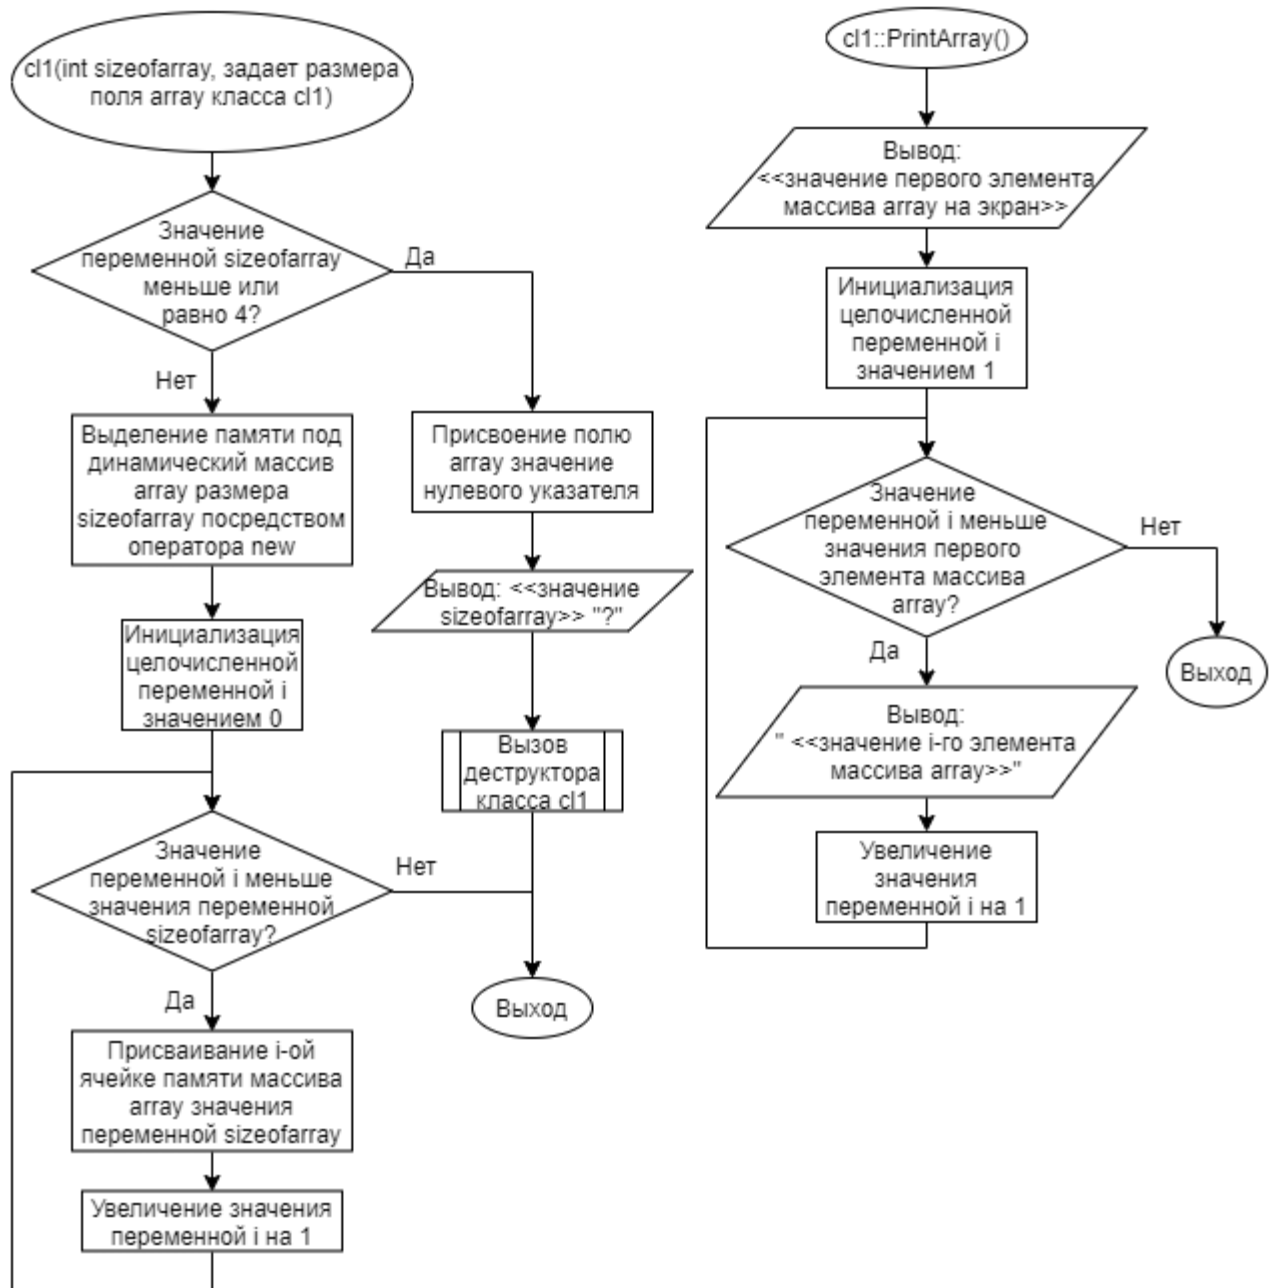 cl1(int sizeofarray, задает размера
поля array класса cl1)
Значение
переменной sizeofarray
меньше или
равно 4?
Да
Нет
Выделение памяти под
динамический массив
array размера
sizeofarray посредством
оператора new
Присвоение полю
array значение
нулевого указателя
Вывод: <<значение
sizeofarray>> "?"
Инициализация
целочисленной
переменной i
значением 0
Вызов
деструктора
класса cl1
Значение
переменной i меньше
значения переменной
sizeofarray?
Нет
Да
Выход
Присваивание i-ой
ячейке памяти массива
array значения
переменной sizeofarray
Увеличение значения
переменной i на 1
cl1::PrintArray()
Вывод:
<<значение первого элемента
массива array на экран>>
Инициализация
целочисленной
переменной i
значением 1
Значение
переменной i меньше
значения первого
элемента массива
array?
Нет
Да
Выход
Вывод:
" <<значение i-го элемента
массива array>>"
Увеличение
значения
переменной i на 1